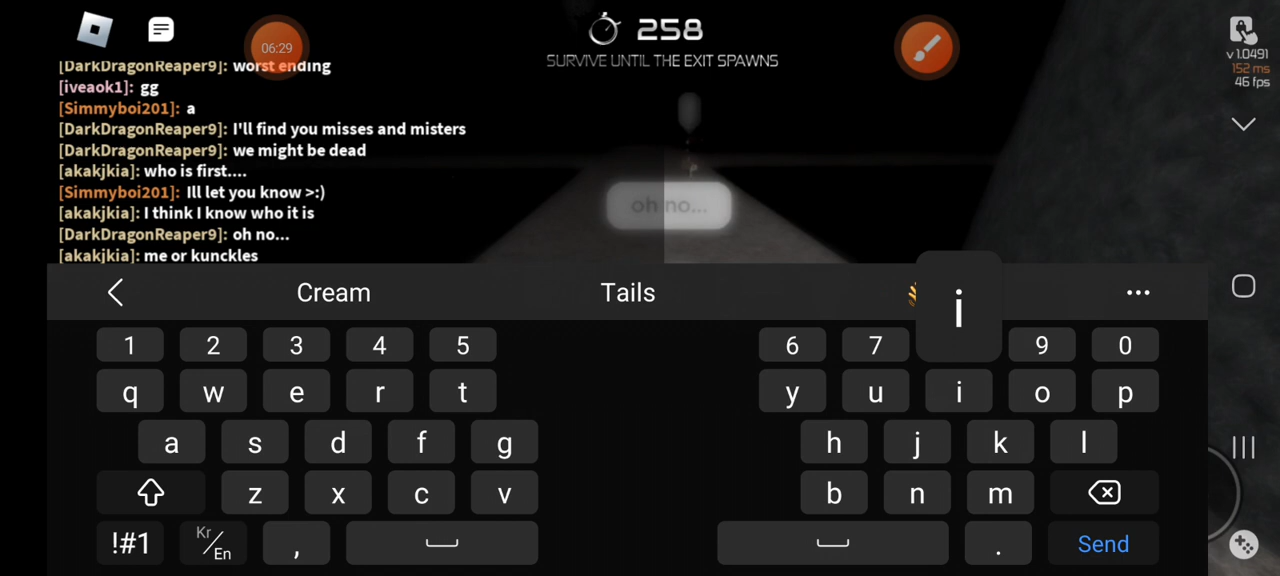 06:29
258
SURVIVE UNTIL THE EXIT SPAWNS
v 1.0491
152 ms
46 fps
[DarkDragonReaper9]: worst ending
[iveaok1]: gg
[Simmyboi201]: a
[DarkDragonReaper9]: I'll find you misses and misters
[DarkDragonReaper9]: we might be dead
[akakjkia]: who is first....
[Simmyboi201]: Ill let you know >:)
[akakjkia]: I think I know who it is
[DarkDragonReaper9]: oh no...
[akakjkia]: me or kunckles
oh no...
Cream Tails i ...
1 2 3 4 5 6 7 9 0
q w e r t y u i o p
a s d f g h j k l
z x c v b n m
!#1 Kr/En , . Send